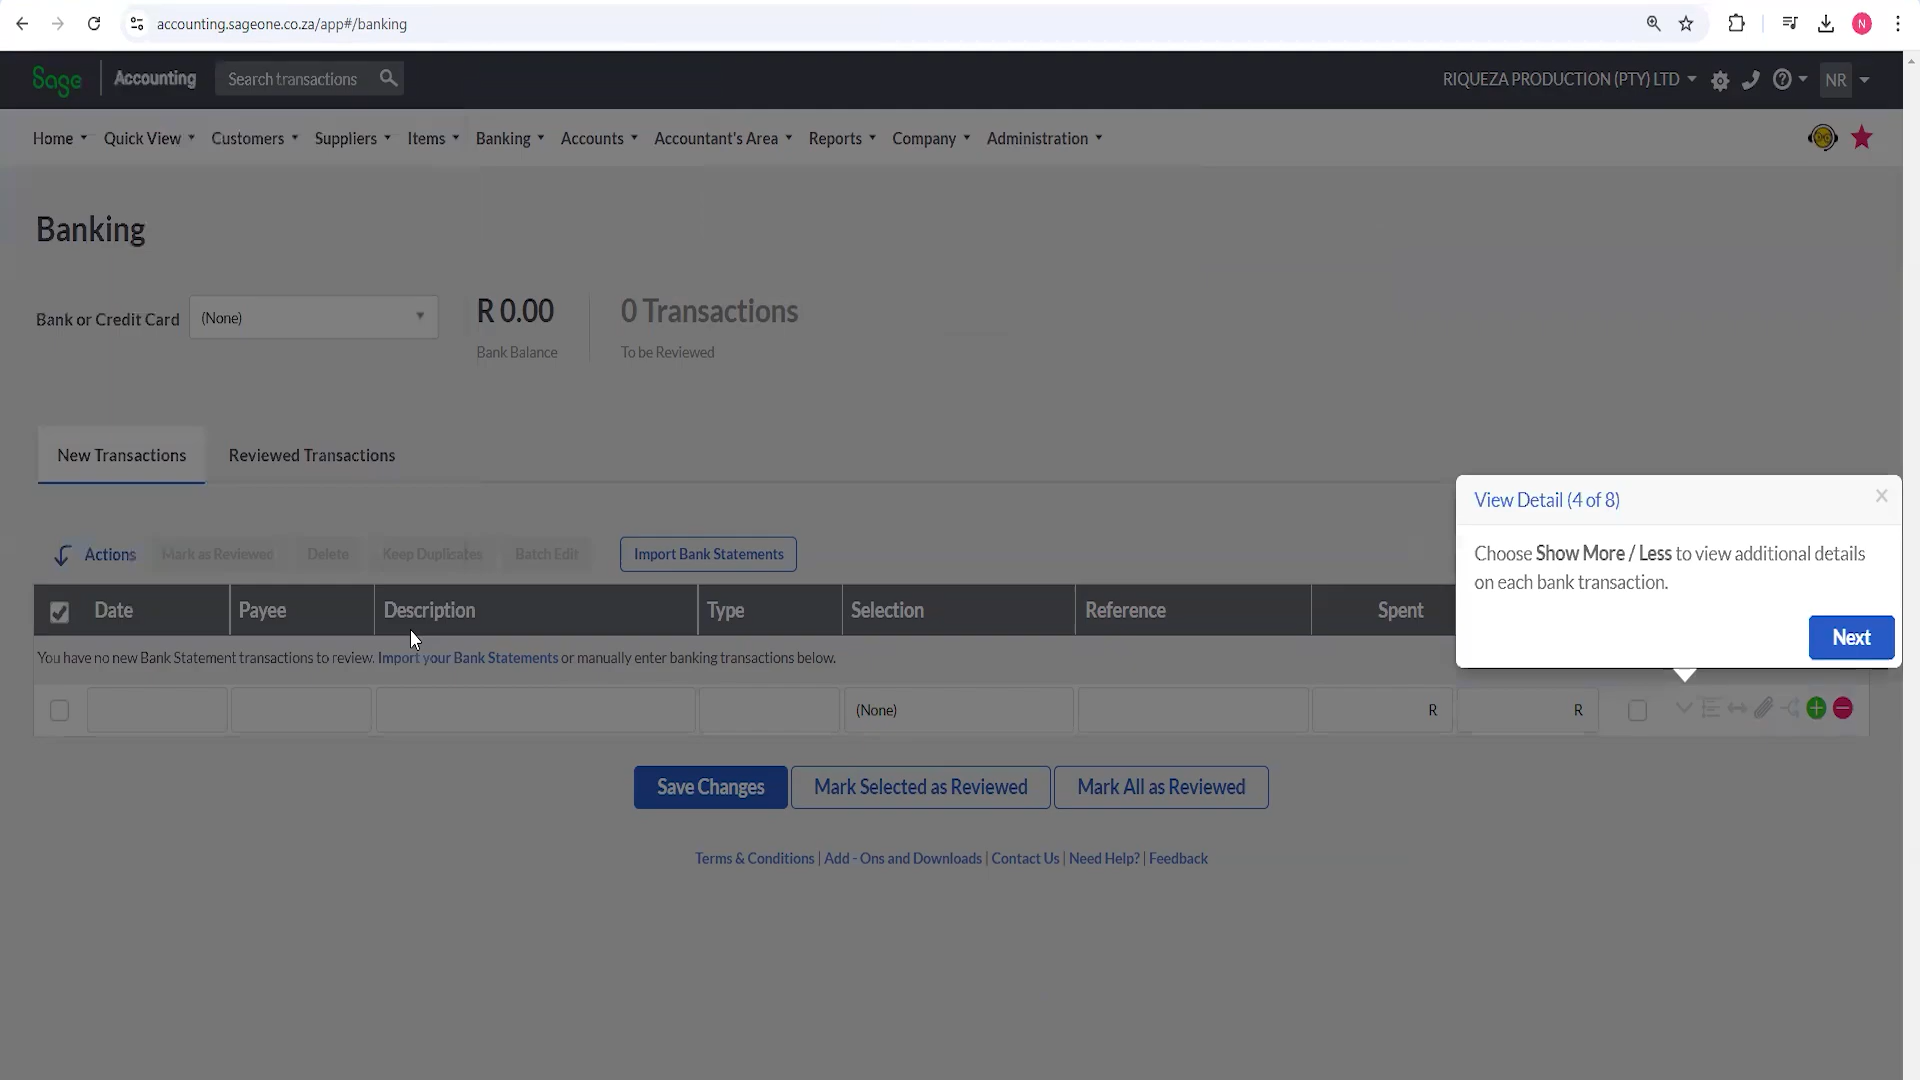 accounting.sageone.co.za/app#/banking
N
Sage Accounting Search transactions RIQUEZA PRODUCTION (PTY) LTD NR
Home Quick View Customers Suppliers Items Banking Accounts Accountant's Area Reports Company Administration
Banking
Bank or Credit Card (None) R 0.00 0 Transactions
Bank Balance To be Reviewed
New Transactions Reviewed Transactions
View Detail (4 of 8)
Choose Show More / Less to view additional details
on each bank transaction.
Next
Actions Mark as Reviewed Delete Keep Duplicates Batch Edit Import Bank Statements
Date Payee Description Type Selection Reference Spent
You have no new Bank Statement transactions to review. Import your Bank Statements or manually enter banking transactions below.
(None) R R
Save Changes Mark Selected as Reviewed Mark All as Reviewed
Terms & Conditions | Add - Ons and Downloads | Contact Us | Need Help? | Feedback